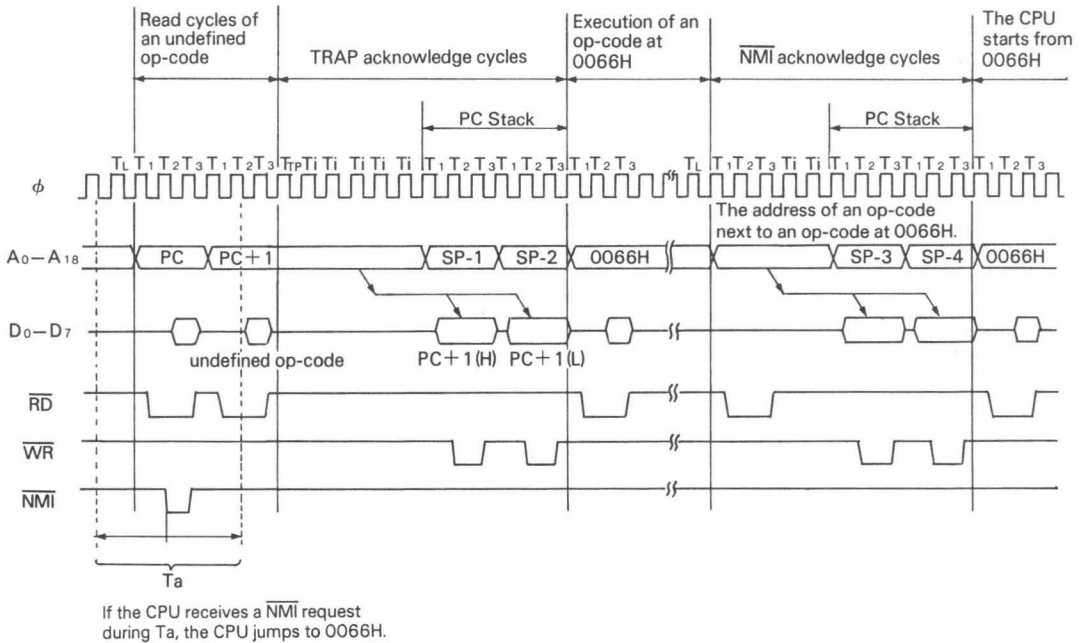 Read cycles of
an undefined
op-code
TRAP acknowledge cycles
Execution of an
op-code at
0066H
NMI acknowledge cycles
The CPU
starts from
0066H
PC Stack
PC Stack
TL T1 T2 T3 T1 T2 T3 TTP Ti Ti Ti Ti Ti T1 T2 T3 T1 T2 T3 T1 T2 T3 TL T1 T2 T3 Ti Ti T1 T2 T3 T1 T2 T3 T1 T2 T3
φ
The address of an op-code
next to an op-code at 0066H.
A0—A18 PC PC+1 SP-1 SP-2 0066H SP-3 SP-4 0066H
D0—D7
undefined op-code PC+1(H) PC+1(L)
RD
WR
NMI
Ta
If the CPU receives a NMI request
during Ta, the CPU jumps to 0066H.